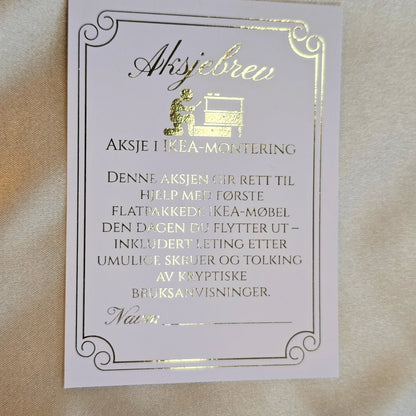 Aksjebrev
AKSJE I IKEA-MONTERING
DENNE AKSJEN GIR RETT TIL
HJELP MED FØRSTE
FLATPAKKEDE IKEA-MØBEL
DEN DAGEN DU FLYTTER UT –
INKLUDERT LETING ETTER
UMULIGE SKRUER OG TOLKING
AV KRYPTISKE
BRUKSANVISNINGER.
Navn: